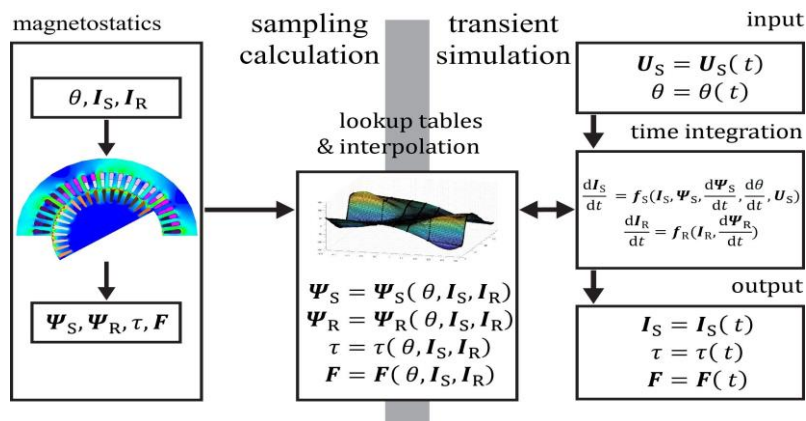 magnetostatics
θ, I_S, I_R
Ψ_S, Ψ_R, τ, F
sampling
calculation
transient
simulation
lookup tables
& interpolation
Ψ_S = Ψ_S( θ, I_S, I_R)
Ψ_R = Ψ_R( θ, I_S, I_R)
τ = τ( θ, I_S, I_R)
F = F( θ, I_S, I_R)
input
U_S = U_S( t)
θ = θ( t)
time integration
dI_S/dt = f_S(I_S, Ψ_S, dΨ_S/dt, dθ/dt, U_S)
dI_R/dt = f_R(I_R, dΨ_R/dt)
output
I_S = I_S( t)
τ = τ( t)
F = F( t)